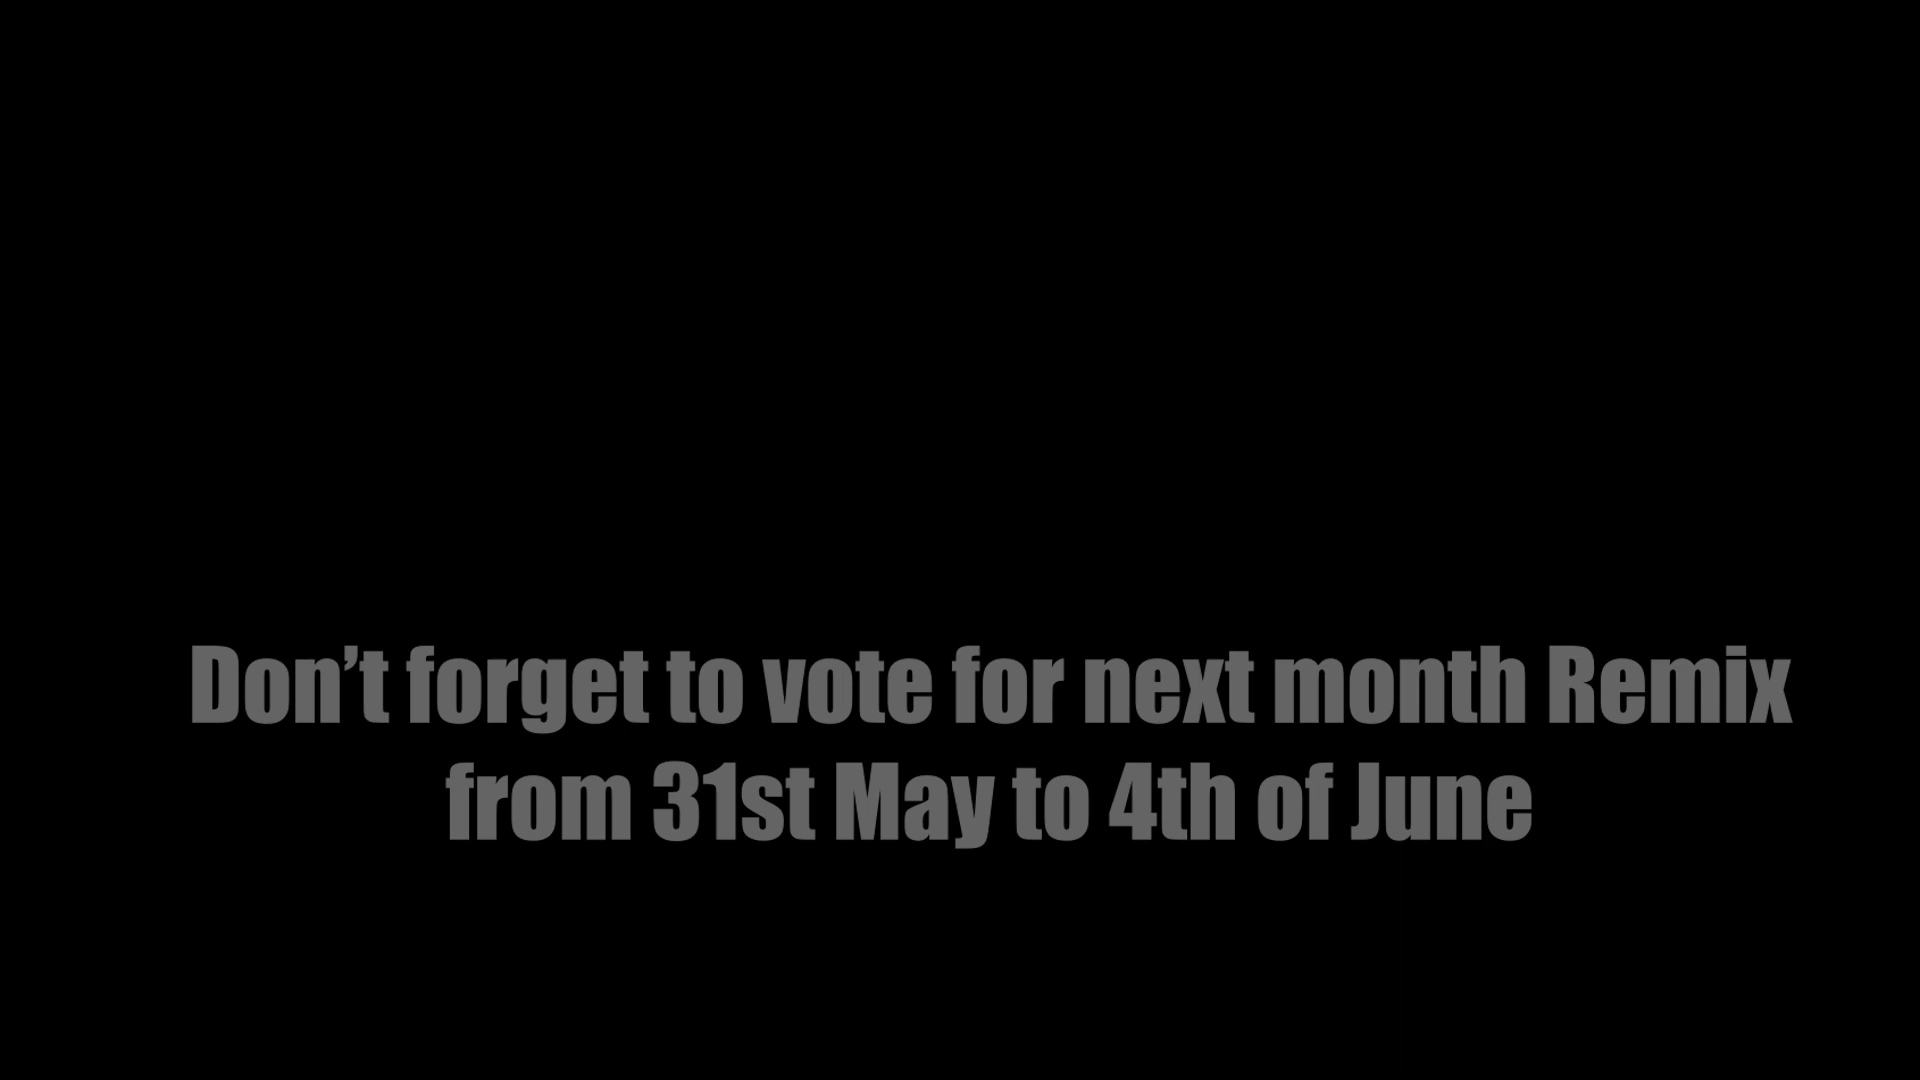 Don’t forget to vote for next month Remix
from 31st May to 4th of June